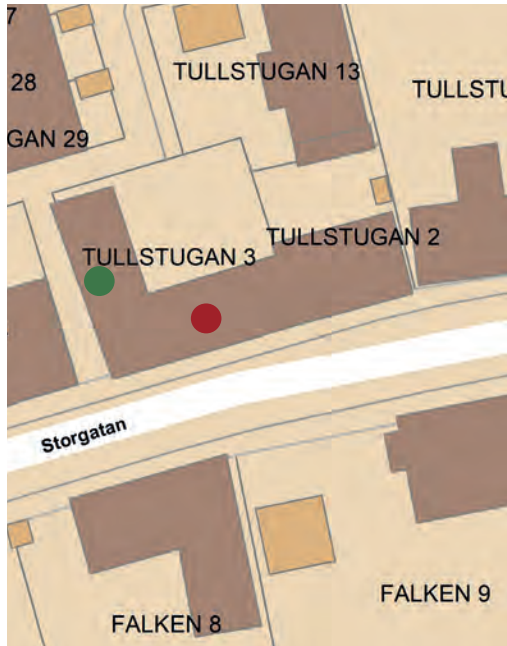 7
TULLSTUGAN 13
28
TULLSTU
GAN 29
TULLSTUGAN 2
TULLSTUGAN 3
Storgatan
FALKEN 9
FALKEN 8